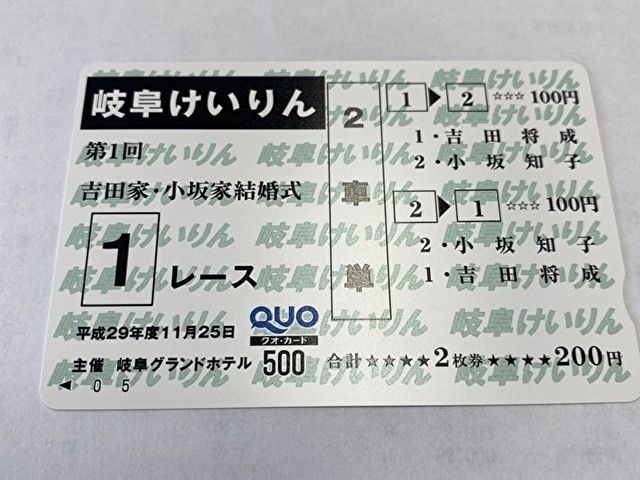 岐阜けいりん
第1回
吉田家・小坂家結婚式
1レース
平成29年度11月25日
主催 岐阜グランドホテル
◀ 05
QUO
クオ・カード
500
2車単
1▶2 ☆☆☆100円
1・吉田将成
2・小坂知子
2→1 ☆☆☆100円
2・小坂知子
1・吉田将成
合計☆☆☆★2枚券★★★★200円